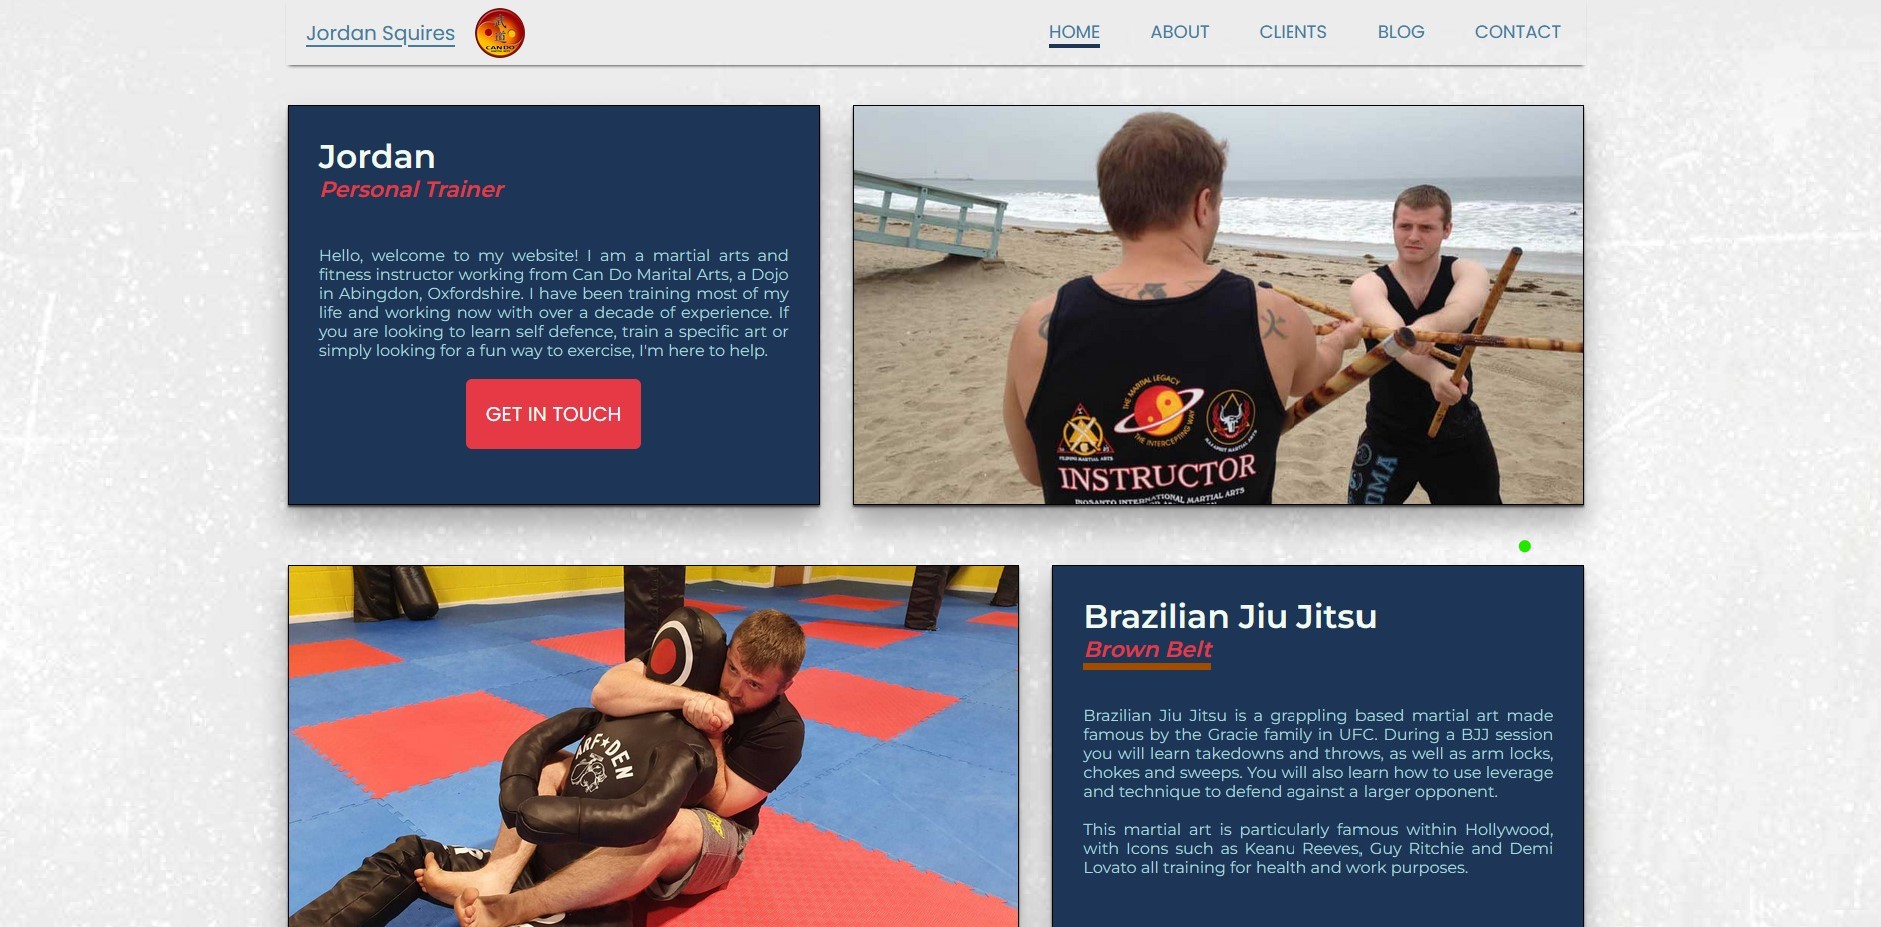 Jordan Squires
CAN DO
HOME ABOUT CLIENTS BLOG CONTACT
Jordan
Personal Trainer
Hello, welcome to my website! I am a martial arts and
fitness instructor working from Can Do Marital Arts, a Dojo
in Abingdon, Oxfordshire. I have been training most of my
life and working now with over a decade of experience. If
you are looking to learn self defence, train a specific art or
simply looking for a fun way to exercise, I'm here to help.
GET IN TOUCH
火
THE MARTIAL LEGACY
THE INTERCEPTING WAY
FILIPINO MARTIAL ARTS
INSTRUCTOR
INOSANTO INTERNATIONAL MARTIAL ARTS
OMA
ARF★DEN
Brazilian Jiu Jitsu
Brown Belt
Brazilian Jiu Jitsu is a grappling based martial art made
famous by the Gracie family in UFC. During a BJJ session
you will learn takedowns and throws, as well as arm locks,
chokes and sweeps. You will also learn how to use leverage
and technique to defend against a larger opponent.
This martial art is particularly famous within Hollywood,
with Icons such as Keanu Reeves, Guy Ritchie and Demi
Lovato all training for health and work purposes.